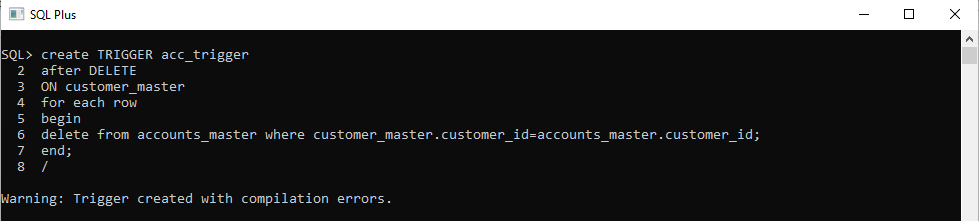 SQL Plus
SQL> create TRIGGER acc_trigger
2 after DELETE
3 ON customer_master
4 for each row
5 begin
6 delete from accounts_master where customer_master.customer_id=accounts_master.customer_id;
7 end;
8 /
Warning: Trigger created with compilation errors.